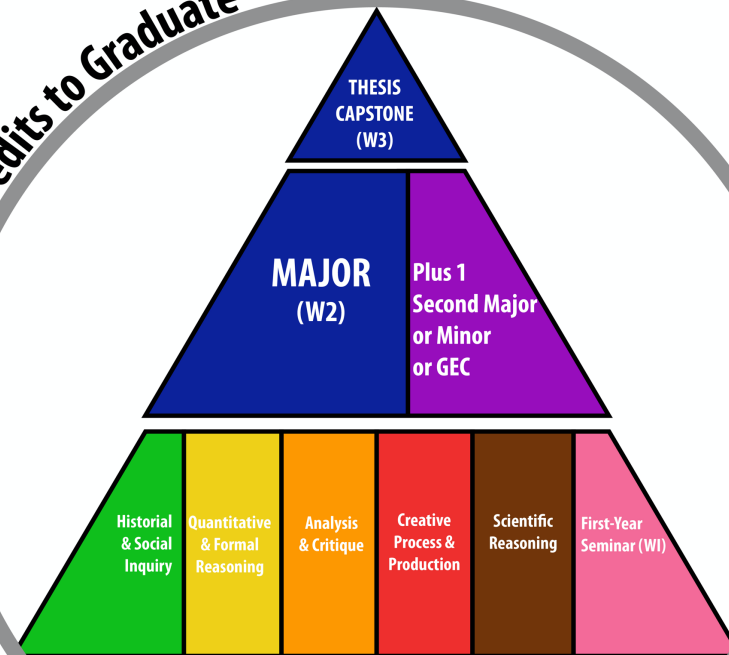 edits to Graduate
THESIS
CAPSTONE
(W3)
MAJOR
(W2)
Plus 1
Second Major
or Minor
or GEC
Historial
& Social
Inquiry
Quantitative
& Formal
Reasoning
Analysis
& Critique
Creative
Process &
Production
Scientific
Reasoning
First-Year
Seminar (WI)